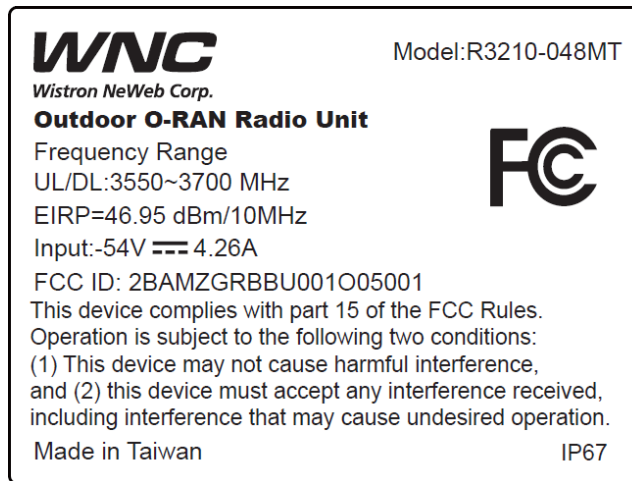 WNC
Model:R3210-048MT
Wistron NeWeb Corp.
Outdoor O-RAN Radio Unit
FC
Frequency Range
UL/DL:3550~3700 MHz
EIRP=46.95 dBm/10MHz
Input:-54V 4.26A
FCC ID: 2BAMZGRBBU001O05001
This device complies with part 15 of the FCC Rules.
Operation is subject to the following two conditions:
(1) This device may not cause harmful interference,
and (2) this device must accept any interference received,
including interference that may cause undesired operation.
Made in Taiwan
IP67